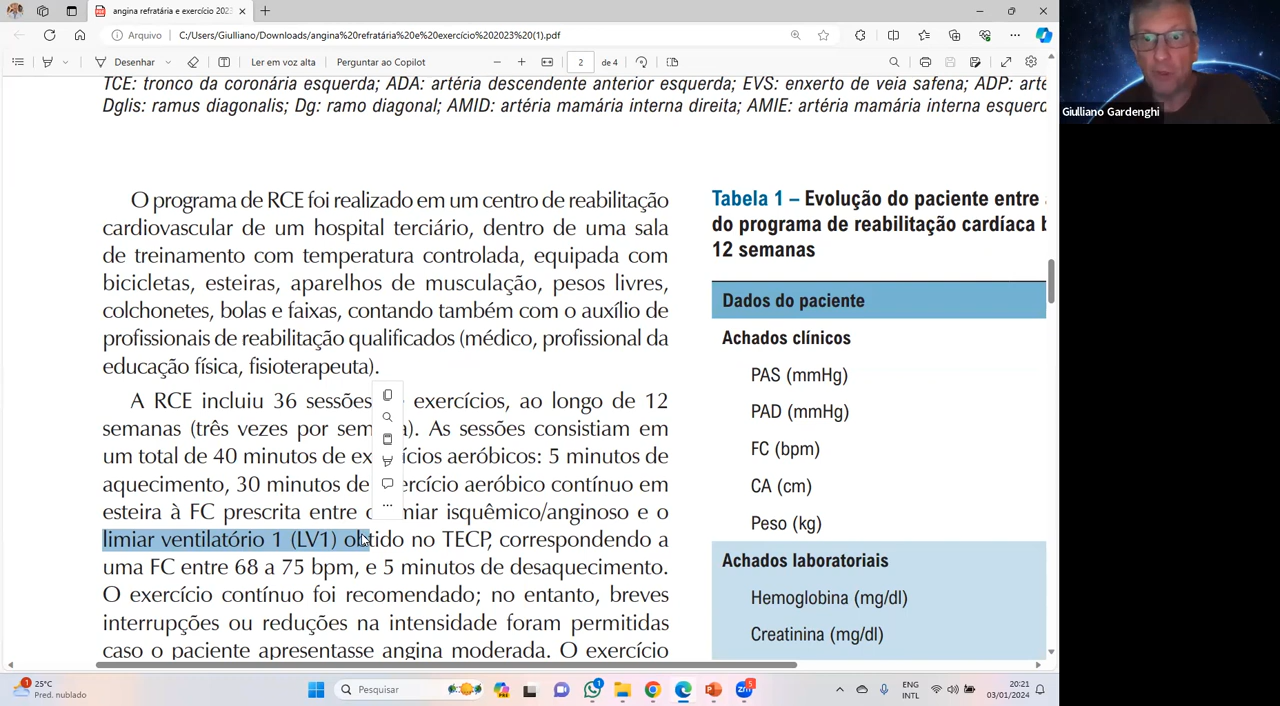 angina refratária e exercício 202
Arquivo
C:/Users/Giulliano/Downloads/angina%20refratária%20e%20exercício%202023%20(1).pdf
Desenhar
Ler em voz alta
Perguntar ao Copilot
2
de 4
TCE: tronco da coronária esquerda; ADA: artéria descendente anterior esquerda; EVS: enxerto de veia safena; ADP: arté
Dglis: ramus diagonalis; Dg: ramo diagonal; AMID: artéria mamária interna direita; AMIE: artéria mamária interna esquerd
O programa de RCE foi realizado em um centro de reabilitação
cardiovascular de um hospital terciário, dentro de uma sala
de treinamento com temperatura controlada, equipada com
bicicletas, esteiras, aparelhos de musculação, pesos livres,
colchonetes, bolas e faixas, contando também com o auxílio de
profissionais de reabilitação qualificados (médico, profissional da
educação física, fisioterapeuta).
A RCE incluiu 36 sessões exercícios, ao longo de 12
semanas (três vezes por sem a). As sessões consistiam em
um total de 40 minutos de ex cícios aeróbicos: 5 minutos de
aquecimento, 30 minutos de ercício aeróbico contínuo em
esteira à FC prescrita entre o imiar isquêmico/anginoso e o
limiar ventilatório 1 (LV1) obtido no TECP, correspondendo a
uma FC entre 68 a 75 bpm, e 5 minutos de desaquecimento.
O exercício contínuo foi recomendado; no entanto, breves
interrupções ou reduções na intensidade foram permitidas
caso o paciente apresentasse angina moderada. O exercício
Tabela 1 – Evolução do paciente entre
do programa de reabilitação cardíaca b
12 semanas
Dados do paciente
Achados clínicos
PAS (mmHg)
PAD (mmHg)
FC (bpm)
CA (cm)
Peso (kg)
Achados laboratoriais
Hemoglobina (mg/dl)
Creatinina (mg/dl)
Giulliano Gardenghi
1
25°C
Pred. nublado
Pesquisar
PRE
1
5
ENG
INTL
20:21
03/01/2024